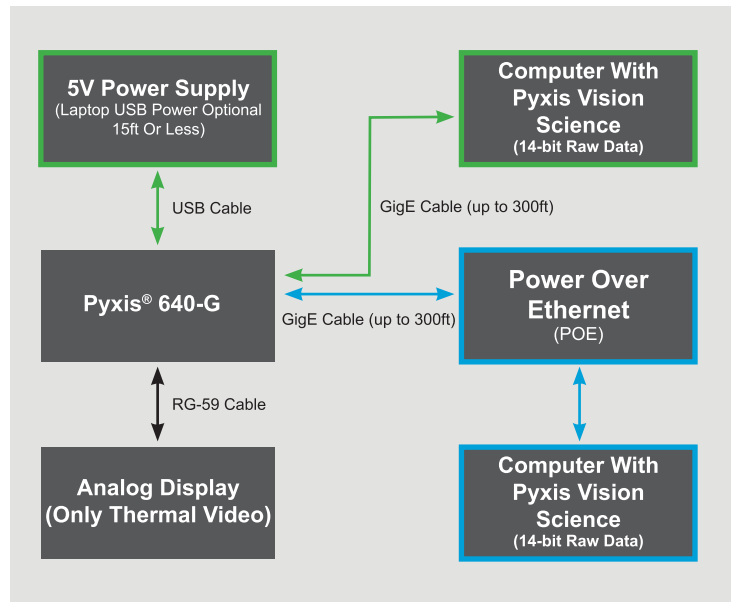 5V Power Supply
(Laptop USB Power Optional
15ft Or Less)
Computer With
Pyxis Vision
Science
(14-bit Raw Data)
USB Cable
GigE Cable (up to 300ft)
Pyxis® 640-G
GigE Cable (up to 300ft)
Power Over
Ethernet
(POE)
RG-59 Cable
Analog Display
(Only Thermal Video)
Computer With
Pyxis Vision
Science
(14-bit Raw Data)